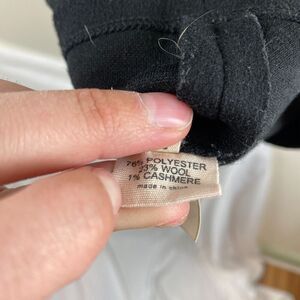 76% POLYESTER
23% WOOL
1% CASHMERE
made in china